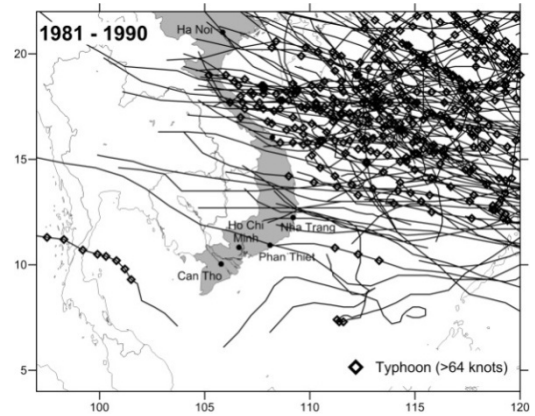 1981 - 1990
Ha Noi
20
15
10
5
Ho Chi
Minh
Nha Trang
Phan Thiet
Can Tho
Typhoon (>64 knots)
100
105
110
115
120